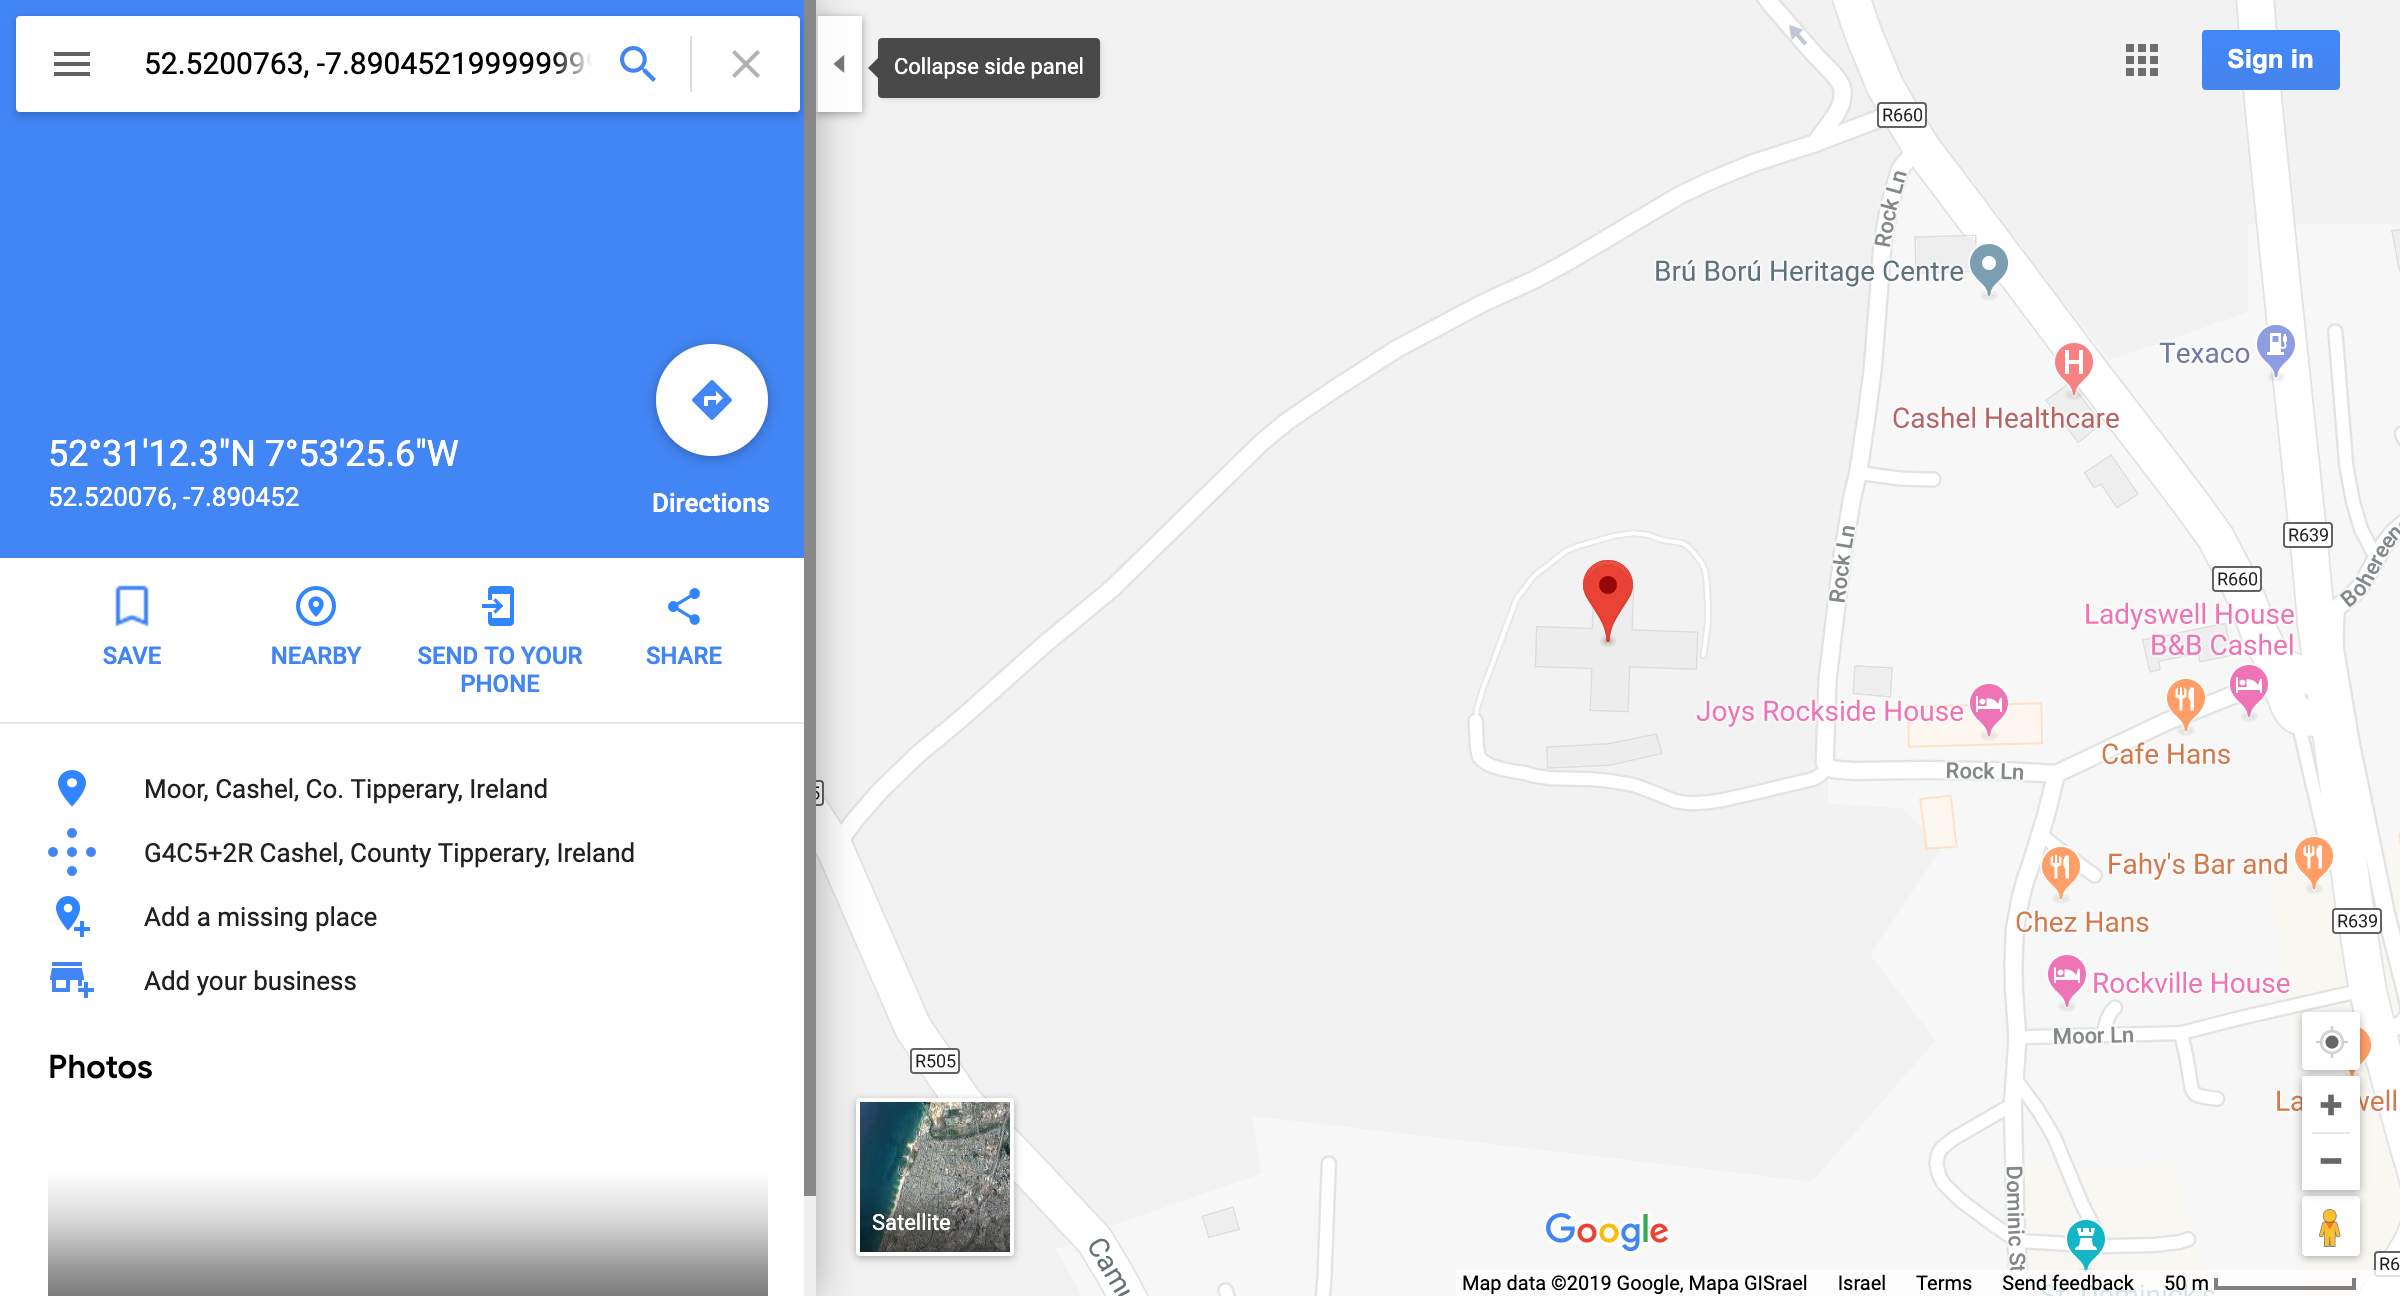 52.5200763, -7.890452199999999
Collapse side panel
Sign in
52°31'12.3"N 7°53'25.6"W
52.520076, -7.890452
Directions
SAVE
NEARBY
SEND TO YOUR
PHONE
SHARE
Moor, Cashel, Co. Tipperary, Ireland
G4C5+2R Cashel, County Tipperary, Ireland
Add a missing place
Add your business
Photos
R660
Rock Ln
Brú Ború Heritage Centre
Texaco
Cashel Healthcare
R639
Rock Ln
R660
Bohereen
Ladyswell House
B&B Cashel
Joys Rockside House
Cafe Hans
Rock Ln
Fahy's Bar and
Chez Hans
R639
Rockville House
Moor Ln
R505
Dominic St
Satellite
Google
Map data ©2019 Google, Mapa GISrael
Israel
Terms
Send feedback
50 m